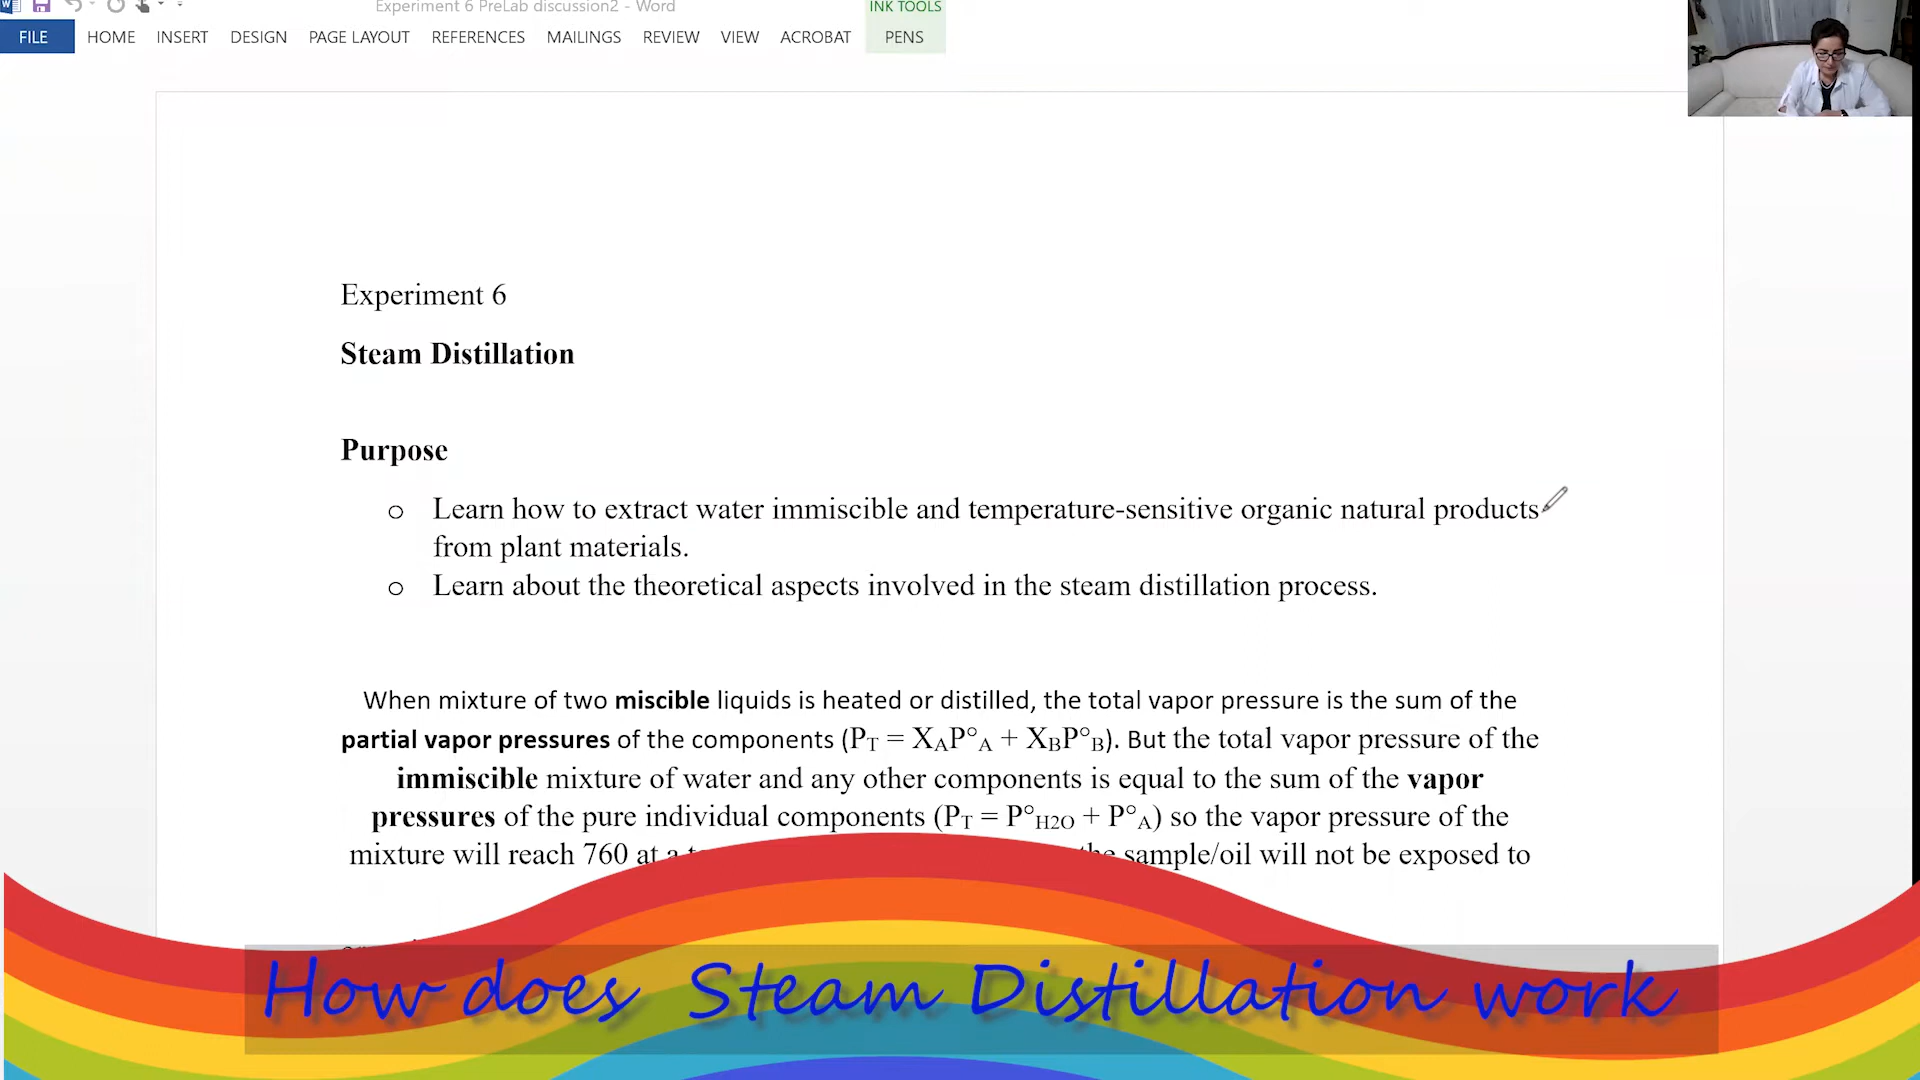 Experiment 6 PreLab discussion2 - Word
INK TOOLS
FILE HOME INSERT DESIGN PAGE LAYOUT REFERENCES MAILINGS REVIEW VIEW ACROBAT PENS
Experiment 6
Steam Distillation
Purpose
o Learn how to extract water immiscible and temperature-sensitive organic natural products
from plant materials.
o Learn about the theoretical aspects involved in the steam distillation process.
When mixture of two miscible liquids is heated or distilled, the total vapor pressure is the sum of the
partial vapor pressures of the components (PT = XAP°A + XBP°B). But the total vapor pressure of the
immiscible mixture of water and any other components is equal to the sum of the vapor
pressures of the pure individual components (PT = P°H2O + P°A) so the vapor pressure of the
mixture will reach 760 at a the sample/oil will not be exposed to
How does Steam Distillation work